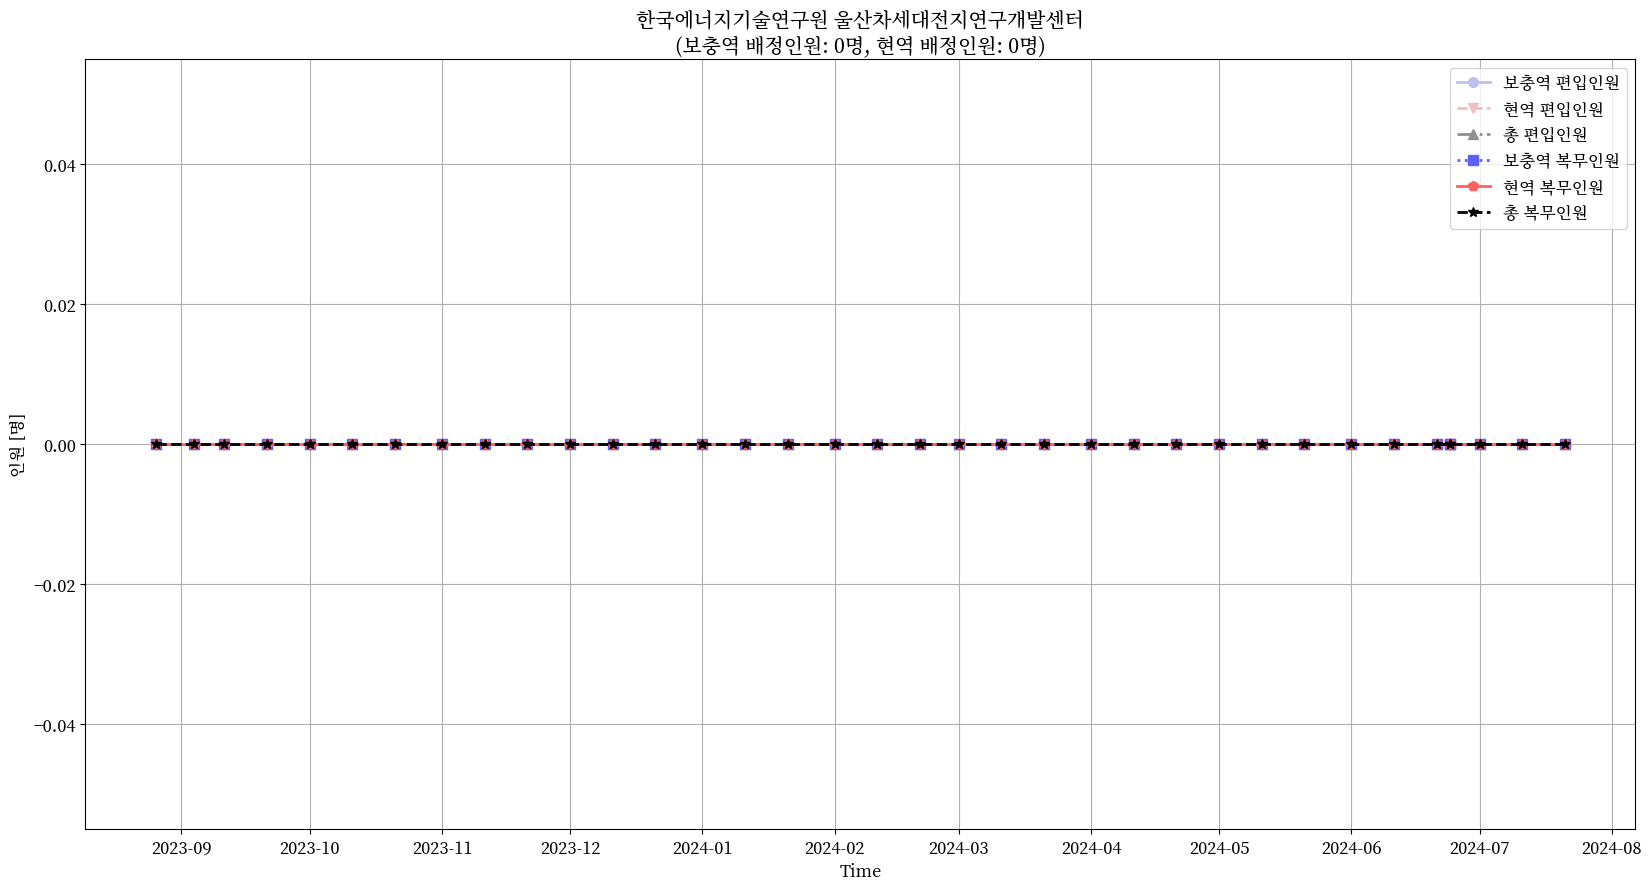 한국에너지기술연구원 울산차세대전지연구개발센터
(보충역 배정인원: 0명, 현역 배정인원: 0명)
보충역 편입인원
현역 편입인원
총 편입인원
보충역 복무인원
현역 복무인원
총 복무인원
0.04
0.02
0.00
−0.02
−0.04
인원 [명]
2023-09 2023-10 2023-11 2023-12 2024-01 2024-02 2024-03 2024-04 2024-05 2024-06 2024-07 2024-08
Time